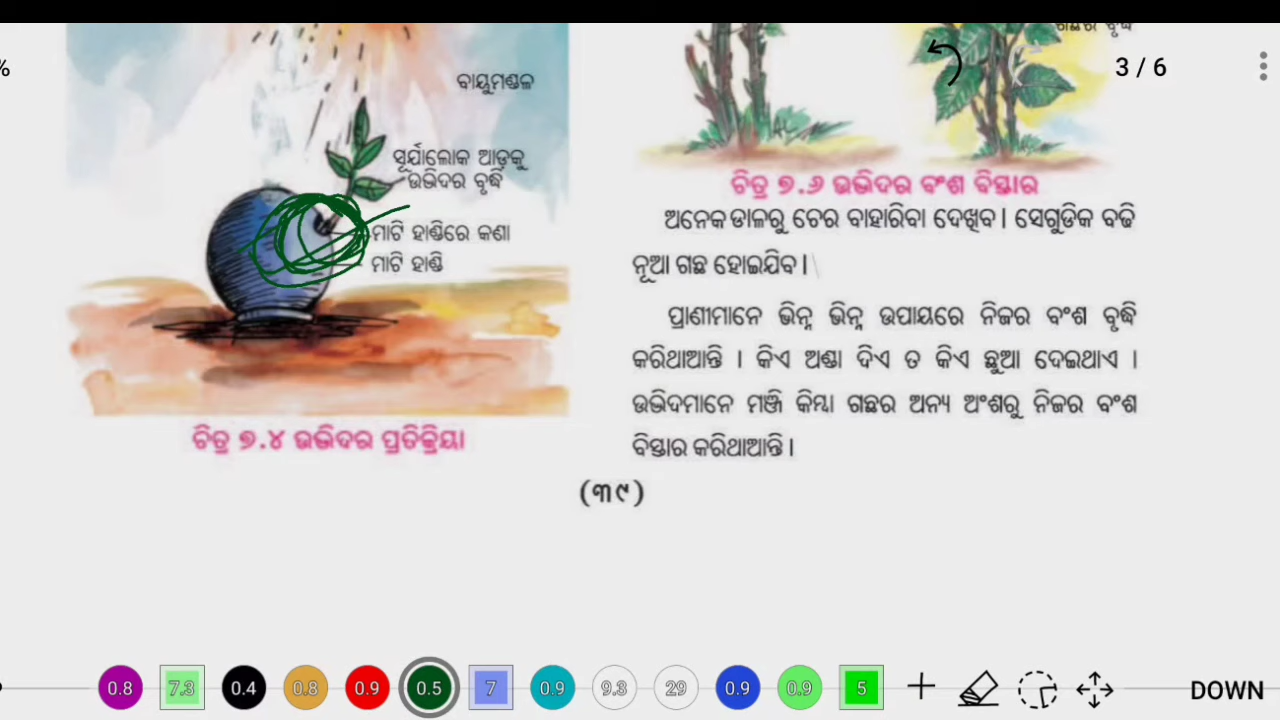 %
ବାୟୁମଣ୍ଡଳ
ସୂର୍ଯ୍ୟାଲୋକ ଆଡ଼କୁ
ଉଦ୍ଭିଦର ବୃଦ୍ଧି
ମାଟି ହାଣ୍ଡିରେ କଣା
ମାଟି ହାଣ୍ଡି
ଚିତ୍ର ୭.୪ ଉଦ୍ଭିଦର ପ୍ରତିକ୍ରିୟା
3 / 6
ଚିତ୍ର ୭.୬ ଉଦ୍ଭିଦର ବଂଶ ବିସ୍ତାର
ଅନେକ ଡାଳରୁ ଚେର ବାହାରିବା ଦେଖିବ। ସେଗୁଡିକ ବଢି
ନୂଆ ଗଛ ହୋଇଯିବ।
ପ୍ରାଣୀମାନେ ଭିନ୍ନ ଭିନ୍ନ ଉପାୟରେ ନିଜର ବଂଶ ବୃଦ୍ଧି
କରିଥାଆନ୍ତି । କିଏ ଅଣ୍ଡା ଦିଏ ତ କିଏ ଛୁଆ ଦେଇଥାଏ ।
ଉଦ୍ଭିଦମାନେ ମଞ୍ଜି କିମ୍ବା ଗଛର ଅନ୍ୟ ଅଂଶରୁ ନିଜର ବଂଶ
ବିସ୍ତାର କରିଥାଆନ୍ତି।
(୩୯)
0.8 7.3 0.4 0.8 0.9 0.5 7 0.9 9.3 29 0.9 0.9 5 DOWN